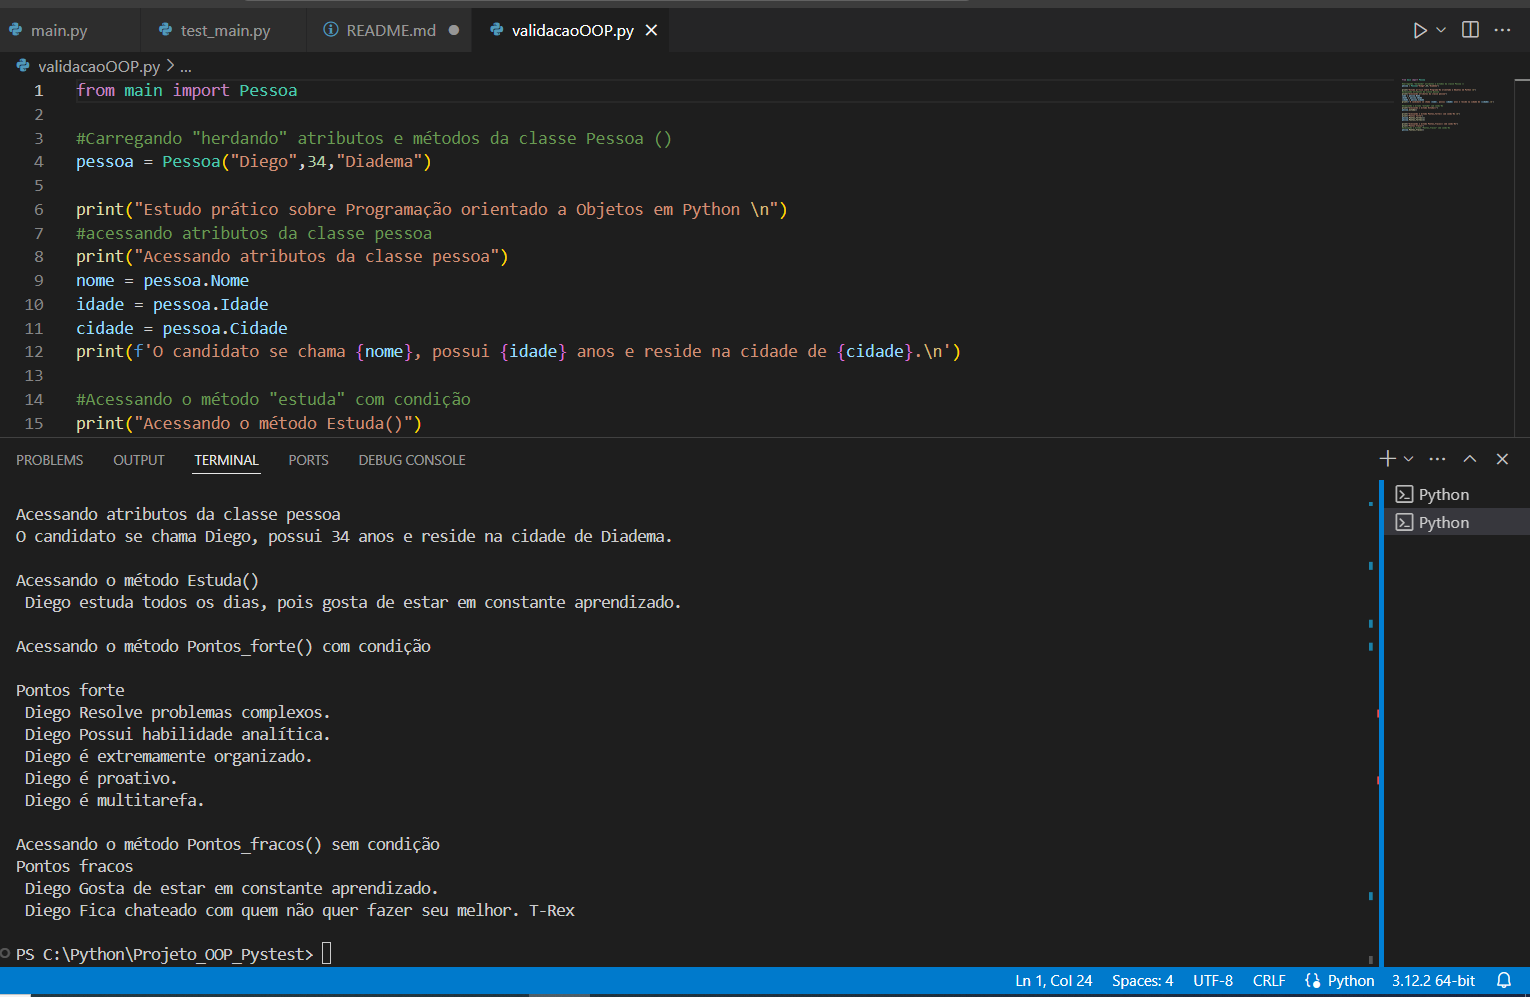 main.py test_main.py README.md validacaoOOP.py
validacaoOOP.py > ...
1 from main import Pessoa
2
3 #Carregando "herdando" atributos e métodos da classe Pessoa ()
4 pessoa = Pessoa("Diego",34,"Diadema")
5
6 print("Estudo prático sobre Programação orientado a Objetos em Python \n")
7 #acessando atributos da classe pessoa
8 print("Acessando atributos da classe pessoa")
9 nome = pessoa.Nome
10 idade = pessoa.Idade
11 cidade = pessoa.Cidade
12 print(f'O candidato se chama {nome}, possui {idade} anos e reside na cidade de {cidade}.\n')
13
14 #Acessando o método "estuda" com condição
15 print("Acessando o método Estuda()")
PROBLEMS OUTPUT TERMINAL PORTS DEBUG CONSOLE
Python
Python
Acessando atributos da classe pessoa
O candidato se chama Diego, possui 34 anos e reside na cidade de Diadema.
Acessando o método Estuda()
Diego estuda todos os dias, pois gosta de estar em constante aprendizado.
Acessando o método Pontos_forte() com condição
Pontos forte
Diego Resolve problemas complexos.
Diego Possui habilidade analítica.
Diego é extremamente organizado.
Diego é proativo.
Diego é multitarefa.
Acessando o método Pontos_fracos() sem condição
Pontos fracos
Diego Gosta de estar em constante aprendizado.
Diego Fica chateado com quem não quer fazer seu melhor. T-Rex
PS C:\Python\Projeto_OOP_Pystest>
Ln 1, Col 24 Spaces: 4 UTF-8 CRLF Python 3.12.2 64-bit